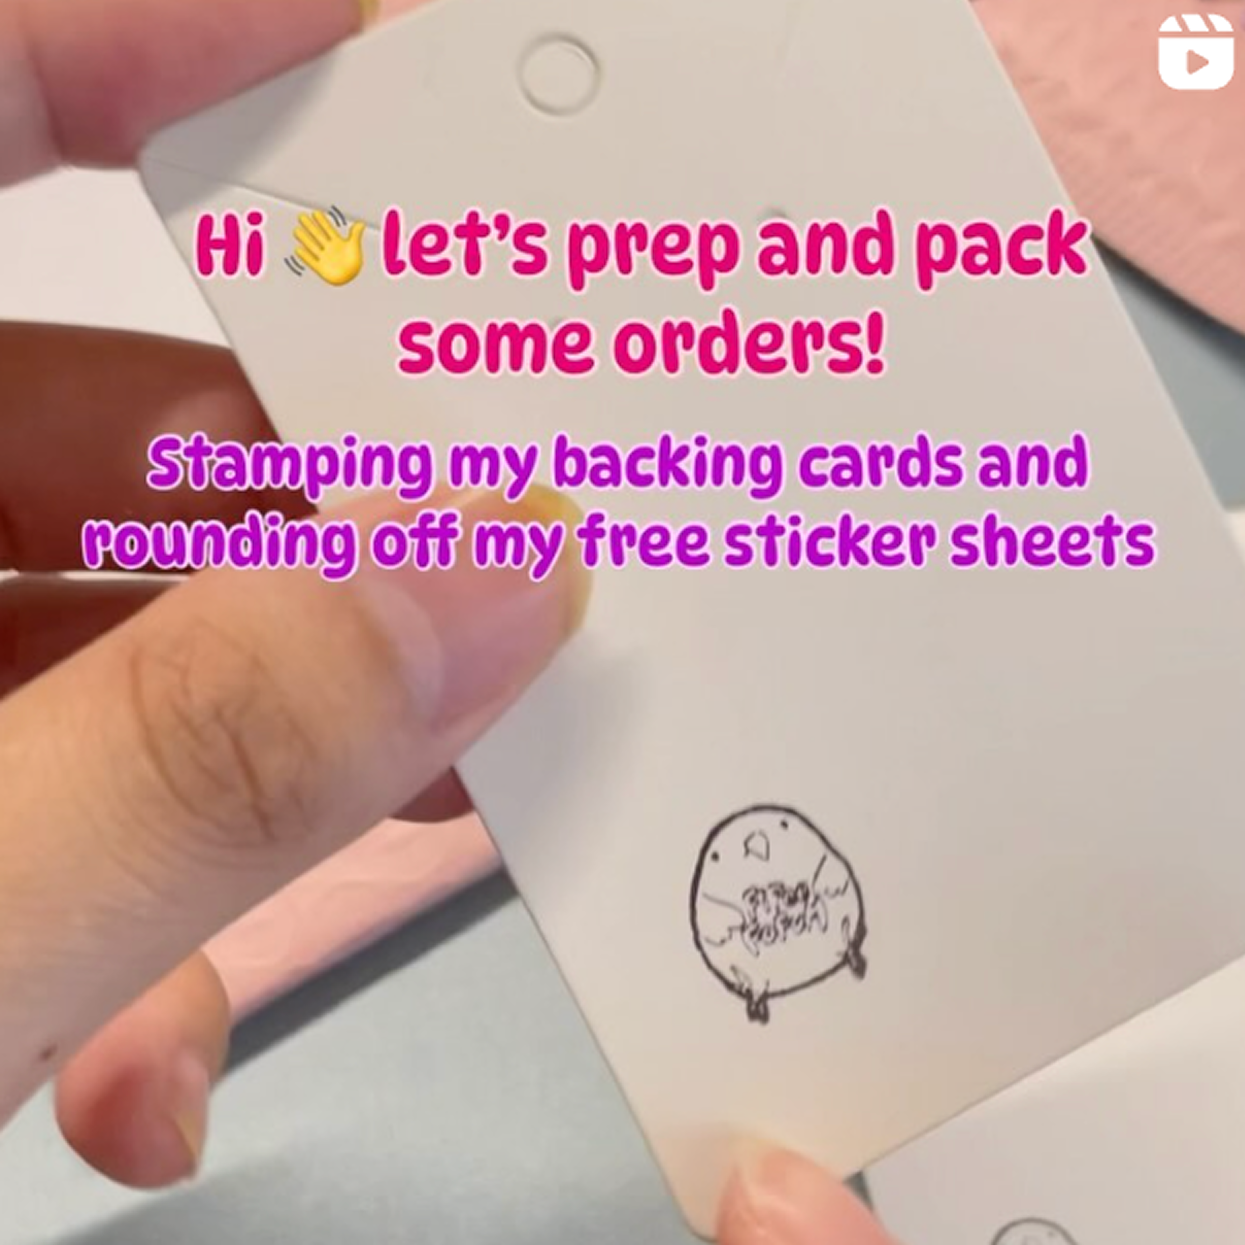 Hi 👋 let's prep and pack
some orders!
Stamping my backing cards and
rounding off my free sticker sheets